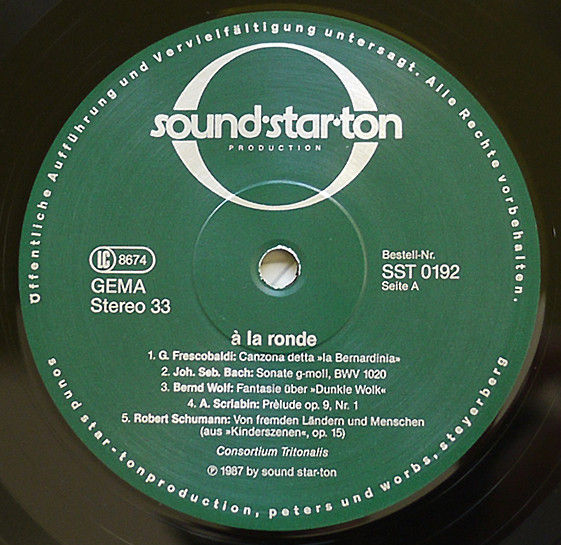 Öffentliche Aufführung und Vervielfältigung untersagt. Alle Rechte vorbehalten.
sound·star·ton
PRODUCTION
LC 8674
GEMA
Stereo 33
Bestell-Nr.
SST 0192
Seite A
à la ronde
1. G. Frescobaldi: Canzona detta »la Bernardinia«
2. Joh. Seb. Bach: Sonate g-moll, BWV 1020
3. Bernd Wolf: Fantasie über »Dunkle Wolk«
4. A. Scriabin: Prèlude op. 9, Nr. 1
5. Robert Schumann: Von fremden Ländern und Menschen
(aus »Kinderszenen«, op. 15)
Consortium Tritonalis
℗ 1987 by sound star-ton
sound star-tonproduction, peters und worbs, steyerberg